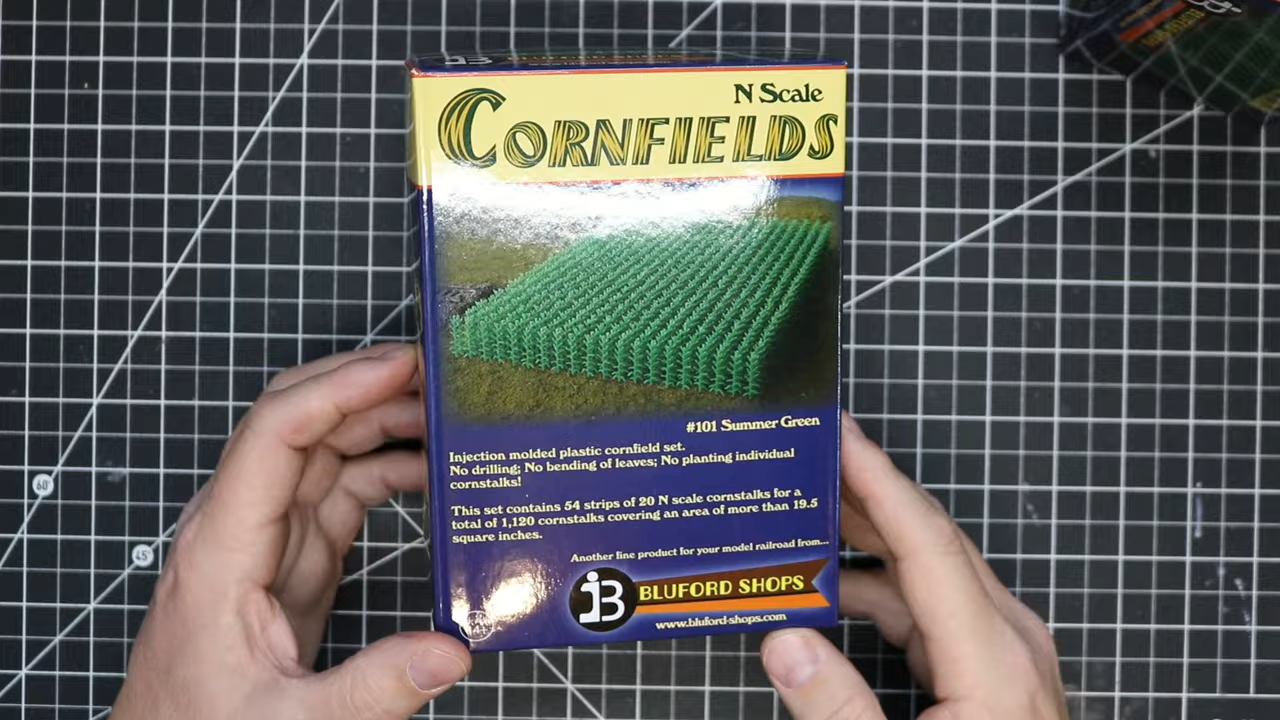 N Scale
CORNFIELDS
#101 Summer Green
Injection molded plastic cornfield set.
No drilling; No bending of leaves; No planting individual
cornstalks!
This set contains 54 strips of 20 N scale cornstalks for a
total of 1,120 cornstalks covering an area of more than 19.5
square inches.
Another fine product for your model railroad from...
BLUFORD SHOPS
www.bluford-shops.com
60°
45°